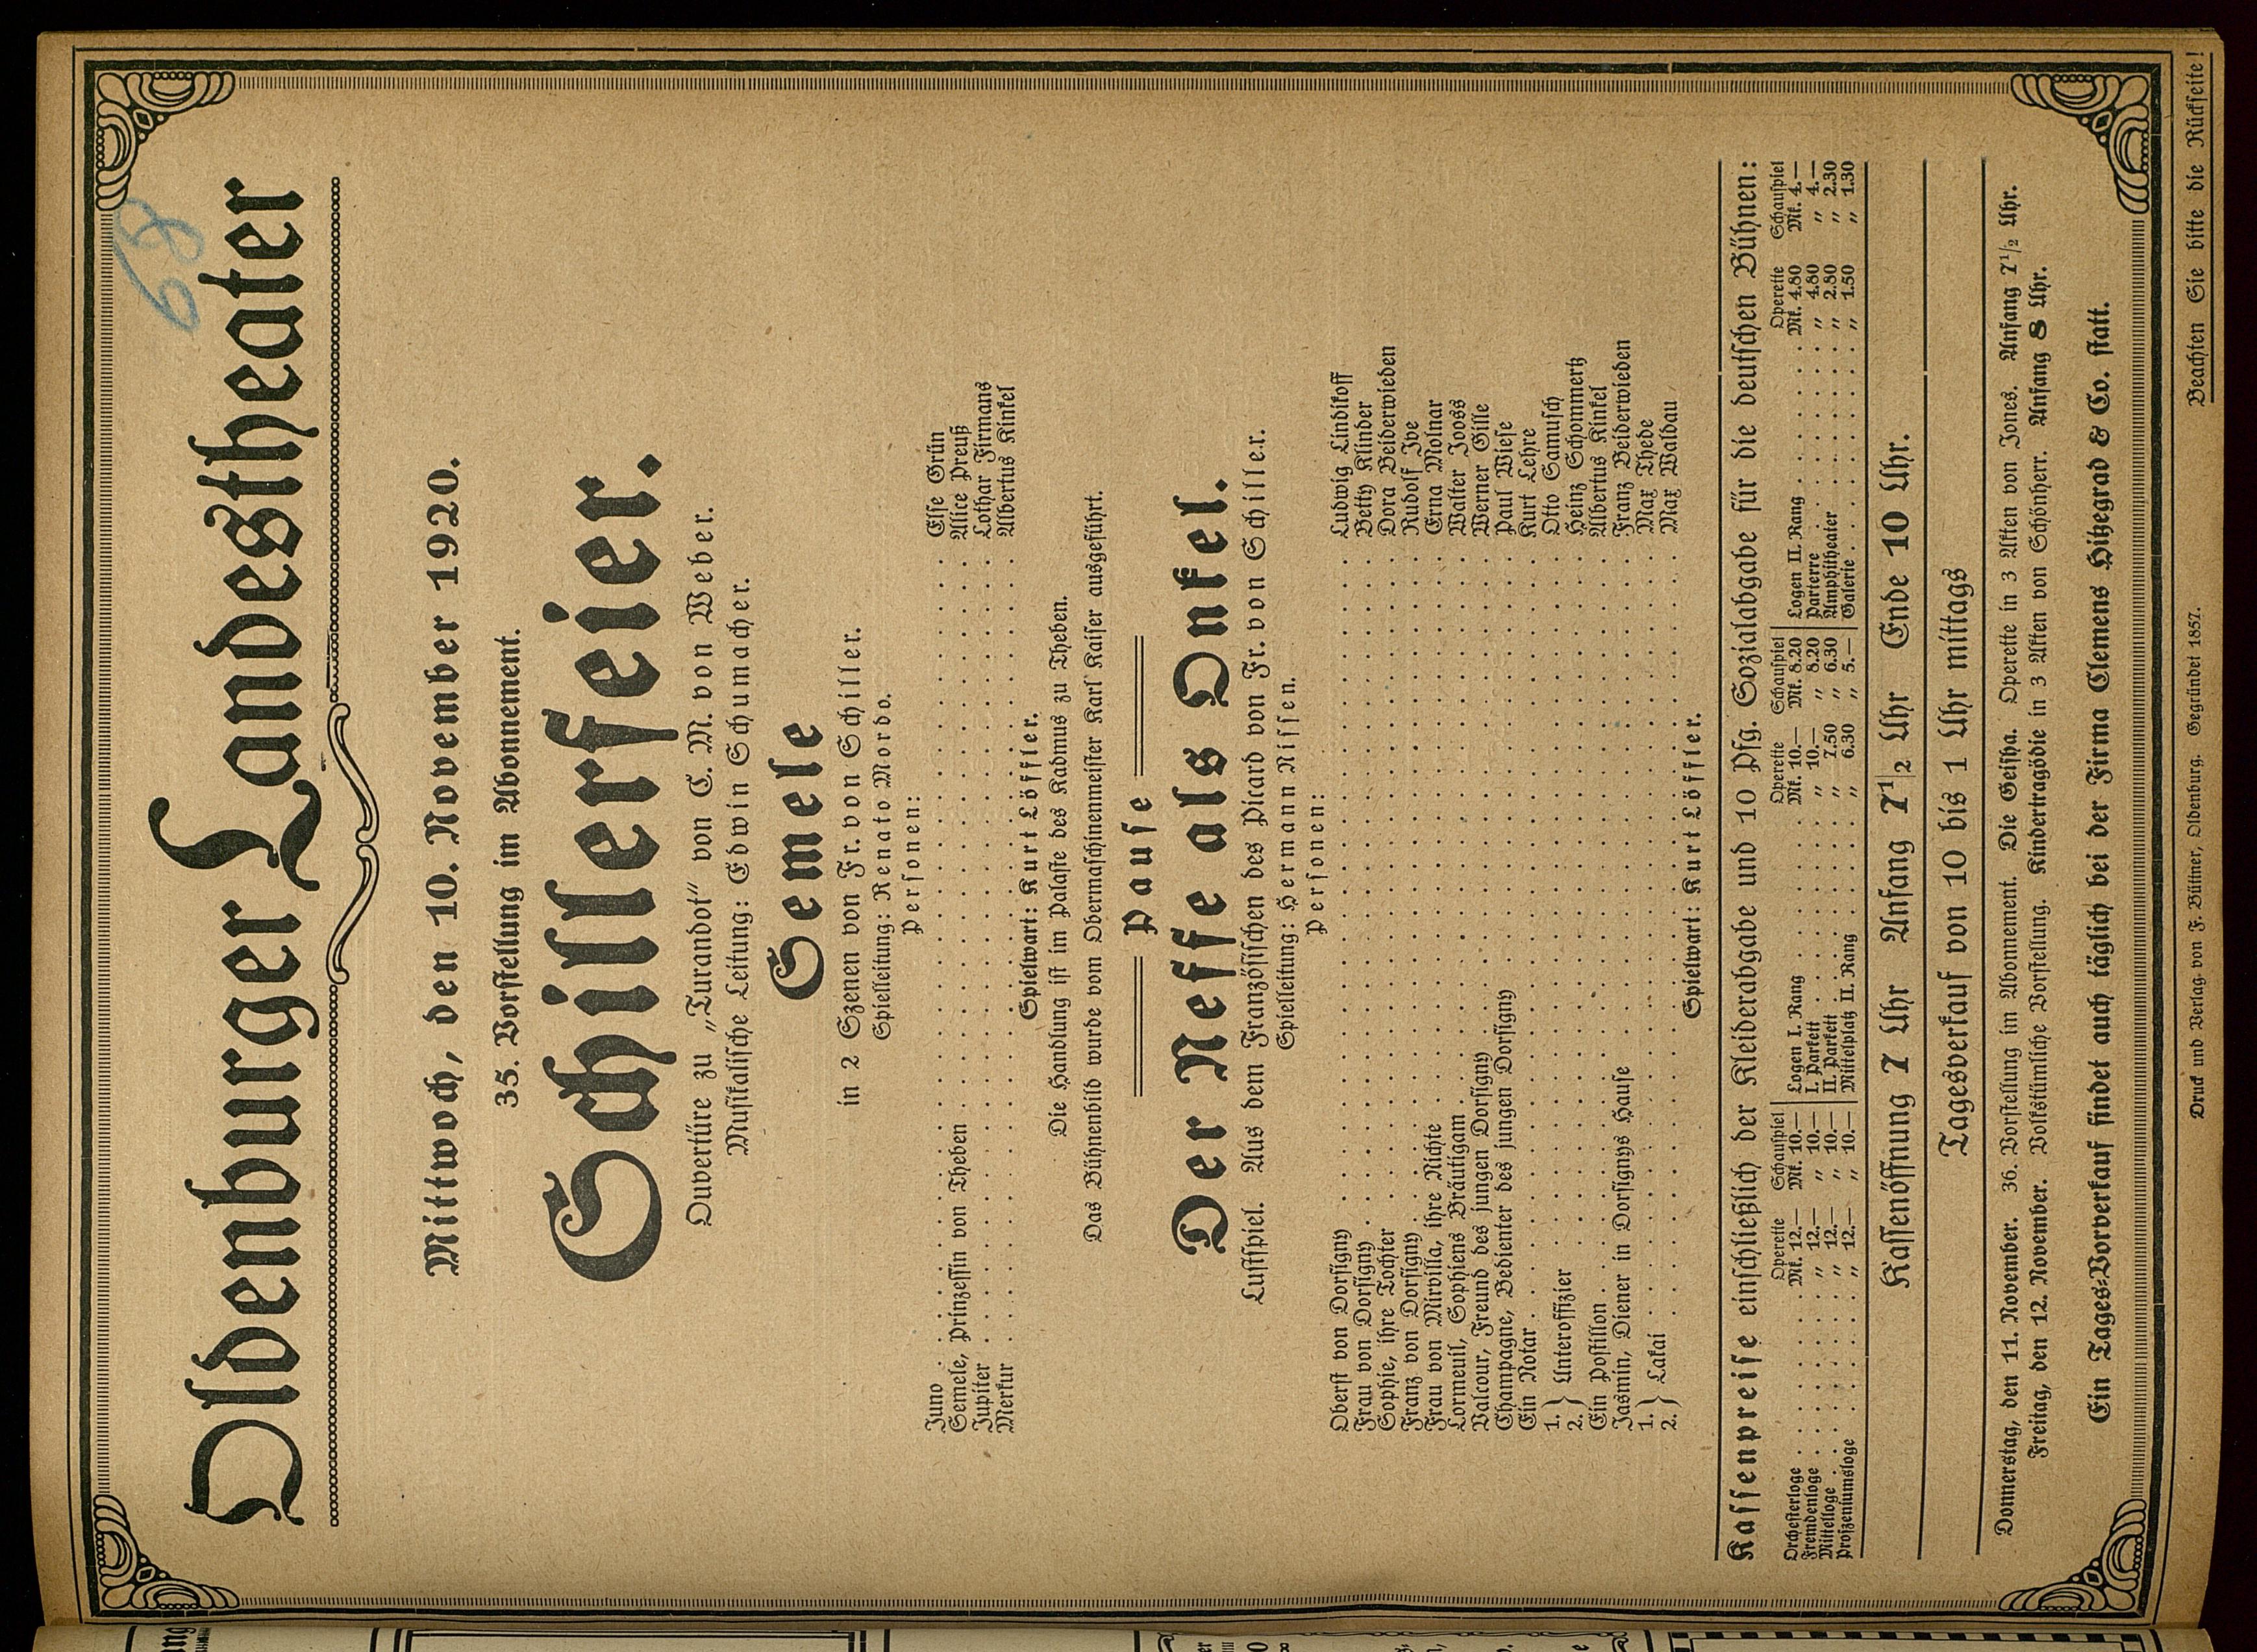 68
Oldenburger Landestheater
Mittwoch, den 10. November 1920.
35. Vorstellung im Abonnement.
Schillerfeier.
Ouvertüre zu „Turandot“ von C. M. von Weber.
Musikalische Leitung: Edwin Schumacher.
Semele
in 2 Szenen von Fr. von Schiller.
Spielleitung: Renato Mordo.
Personen:
Juno . . . . . . Else Grün
Semele, Prinzessin von Theben . . . . . . Alice Preuß
Jupiter . . . . . . Lothar Firmans
Merkur . . . . . . Albertus Kinkel
Spielwart: Kurt Löffler.
Die Handlung ist im Palaste des Kadmus zu Theben.
Das Bühnenbild wurde vom Obermaschinenmeister Karl Kaiser ausgeführt.
Pause
Der Neffe als Onkel.
Lustspiel. Aus dem Französischen des Picard von Fr. von Schiller.
Spielleitung: Hermann Nissen.
Personen:
Oberst von Dorsigny . . . . . . Ludwig Lindikoff
Frau von Dorsigny . . . . . . Betty Klinder
Sophie, ihre Tochter . . . . . . Dora Beiderwieden
Franz von Dorsigny . . . . . . Rudolf Ive
Frau von Mirvilla, ihre Nichte . . . . . . Erna Molnar
Lormeuil, Sophiens Bräutigam . . . . . . Walter Jooss
Valcour, Freund des jungen Dorsigny . . . . . . Werner Gille
Champagne, Bedienter des jungen Dorsigny . . . . . . Paul Wiese
Ein Notar . . . . . . Kurt Lehre
1. } Unteroffizier . . . . . . Otto Samusch
2. } . . . . . . Heinz Schommertz
Ein Postillon . . . . . . Albertus Kinkel
Jasmin, Diener in Dorsignys Hause . . . . . . Franz Beiderwieden
1. } Lakai . . . . . . Max Thede
2. } . . . . . . Max Waldau
Spielwart: Kurt Löffler.
Kassenpreise einschließlich der Kleiderabgabe und 10 Pfg. Sozialabgabe für die deutschen Bühnen:
Operette Schauspiel Operette Schauspiel Operette Schauspiel
Orchesterloge . . . Mk. 12.— Mk. 10.— Logen I. Rang . . . Mk. 10.— Mk. 8.20 Logen II. Rang . . . Mk. 4.80 Mk. 4.—
Fremdenloge . . . „ 12.— „ 10.— I. Parkett . . . „ 10.— „ 8.20 Parterre . . . „ 4.80 „ 4.—
Mittelloge . . . „ 12.— „ 10.— II. Parkett . . . „ 7.50 „ 6.30 Amphitheater . . . „ 2.80 „ 2.30
Proszeniumsloge . . . „ 12.— „ 10.— Mittelplatz II. Rang . . . „ 6.30 „ 5.— Galerie . . . „ 1.50 „ 1.30
Kassenöffnung 7 Uhr Anfang 7 1/2 Uhr Ende 10 Uhr.
Tagesverkauf von 10 bis 1 Uhr mittags
Donnerstag, den 11. November. 36. Vorstellung im Abonement. Die Geisha. Operette in 3 Akten von Jones. Anfang 7 1/2 Uhr.
Freitag, den 12. November. Volkstümliche Vorstellung. Kindertragödie in 3 Akten von Schönherr. Anfang 8 Uhr.
Ein Tages-Vorverkauf findet auch täglich bei der Firma Clemens Hitzegrad & Co. statt.
Druck und Verlag von F. Büttner, Oldenburg. Gegründet 1857.
Beachten Sie bitte die Rückseite!